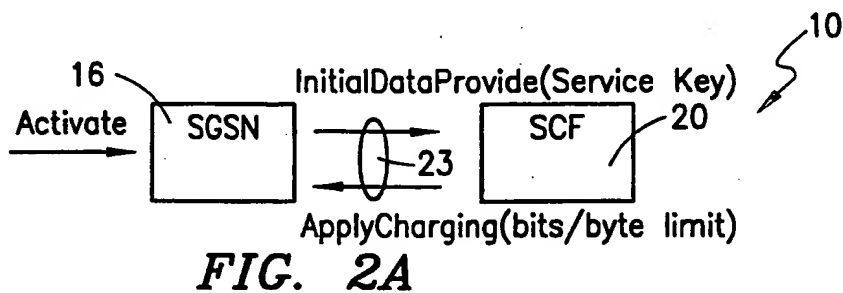 10
16
InitialDataProvide(Service Key)
Activate
SGSN
SCF
20
23
ApplyCharging(bits/byte limit)
FIG. 2A